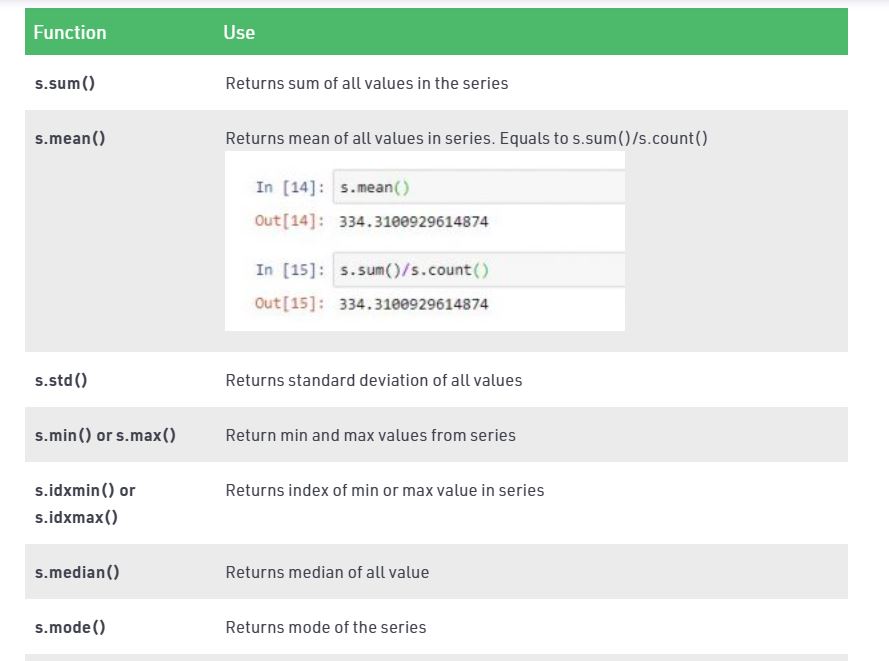 Function Use
s.sum() Returns sum of all values in the series
s.mean() Returns mean of all values in series. Equals to s.sum()/s.count()
In [14]: s.mean()
Out[14]: 334.3100929614874
In [15]: s.sum()/s.count()
Out[15]: 334.3100929614874
s.std() Returns standard deviation of all values
s.min() or s.max() Return min and max values from series
s.idxmin() or Returns index of min or max value in series
s.idxmax()
s.median() Returns median of all value
s.mode() Returns mode of the series